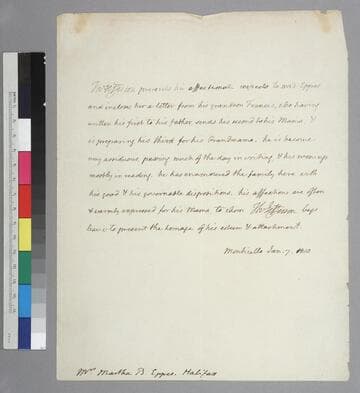 Th: Jefferson presents his affectionate respects to mrs Eppes
and incloses her a letter from his grandson Francis, who having
written his first to his father, sends his second to his Mama, &
is preparing his third for his Grandmama. he is become
very assiduous, passing much of the day in writing & his evenings
mostly in reading. he has enamoured the family here with
his good & his governable dispositions. his affections are often
& warmly expressed for his Mama, to whom Th: Jefferson begs
leave to present the homage of his esteem & attachment.
Monticello Jan. 7. 1810
Mrs Martha B Eppes. Halifax